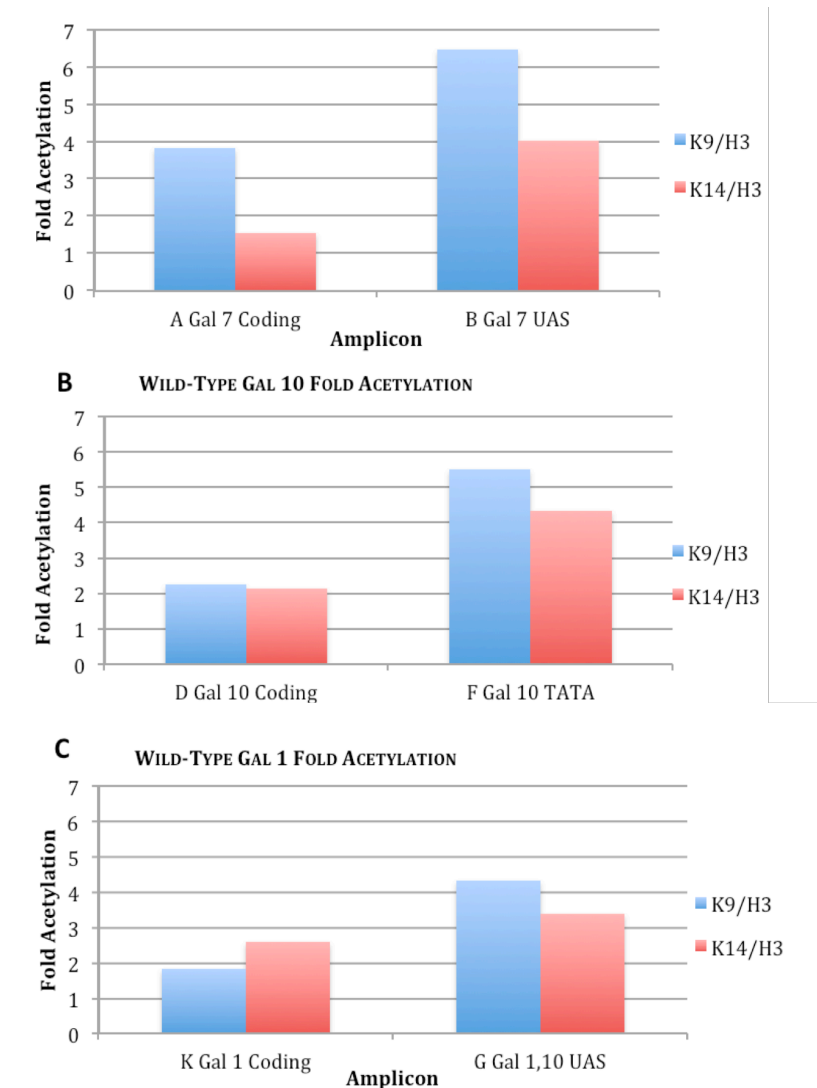 7
6
5
4
3
2
1
0
Fold Acetylation
K9/H3
K14/H3
A Gal 7 Coding B Gal 7 UAS
Amplicon
B WILD-TYPE GAL 10 FOLD ACETYLATION
7
6
5
4
3
2
1
0
Fold Acetylation
K9/H3
K14/H3
D Gal 10 Coding F Gal 10 TATA
C WILD-TYPE GAL 1 FOLD ACETYLATION
7
6
5
4
3
2
1
0
Fold Acetylation
K9/H3
K14/H3
K Gal 1 Coding G Gal 1,10 UAS
Amplicon